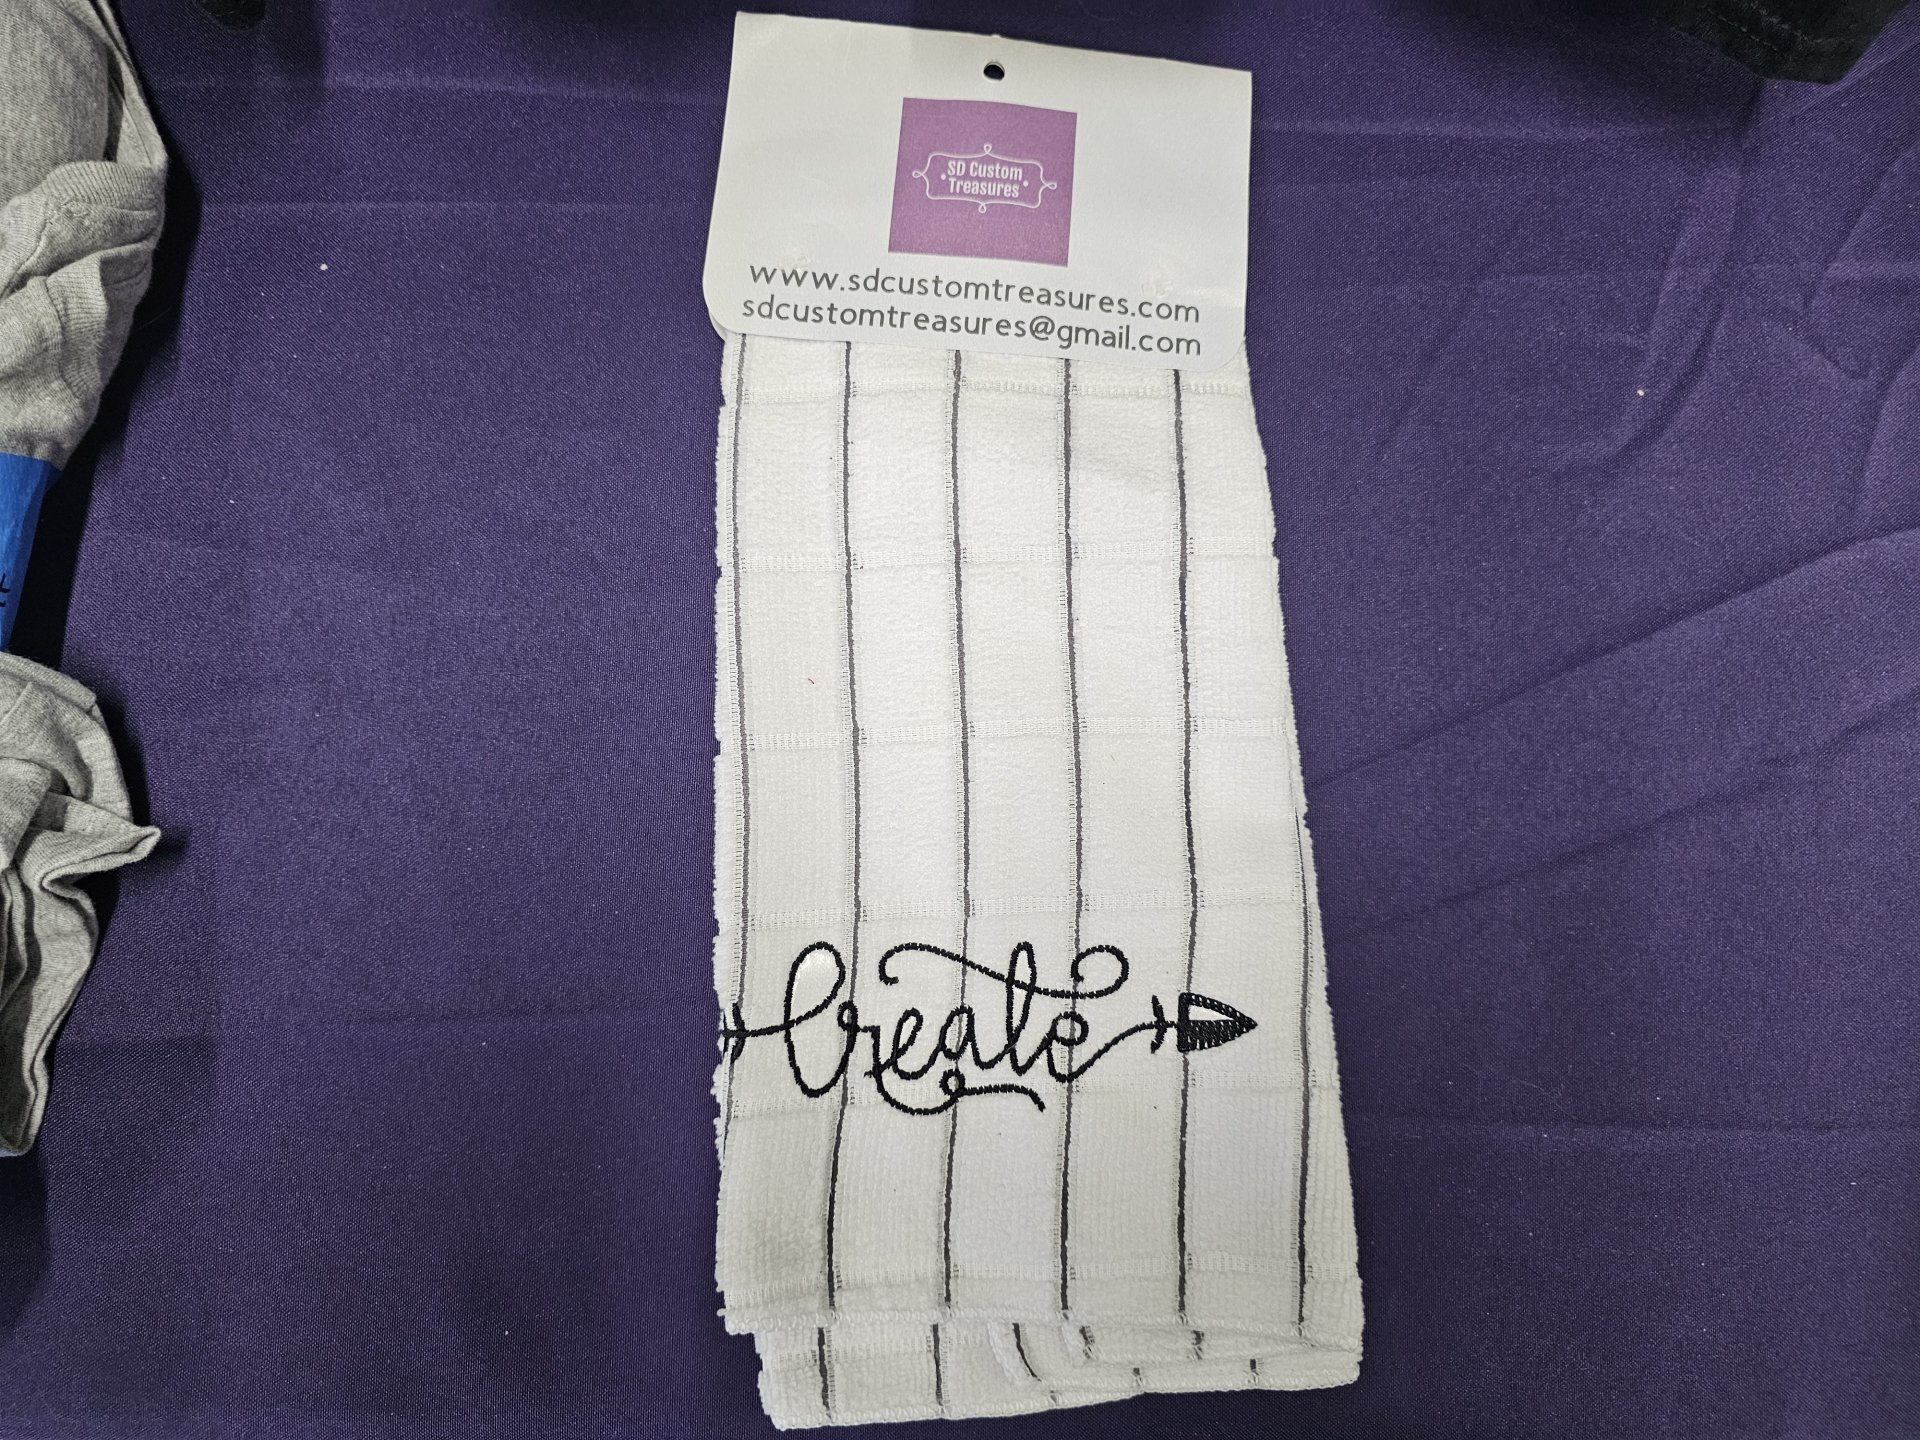 SD Custom
Treasures
www.sdcustomtreasures.com
sdcustomtreasures@gmail.com
Create